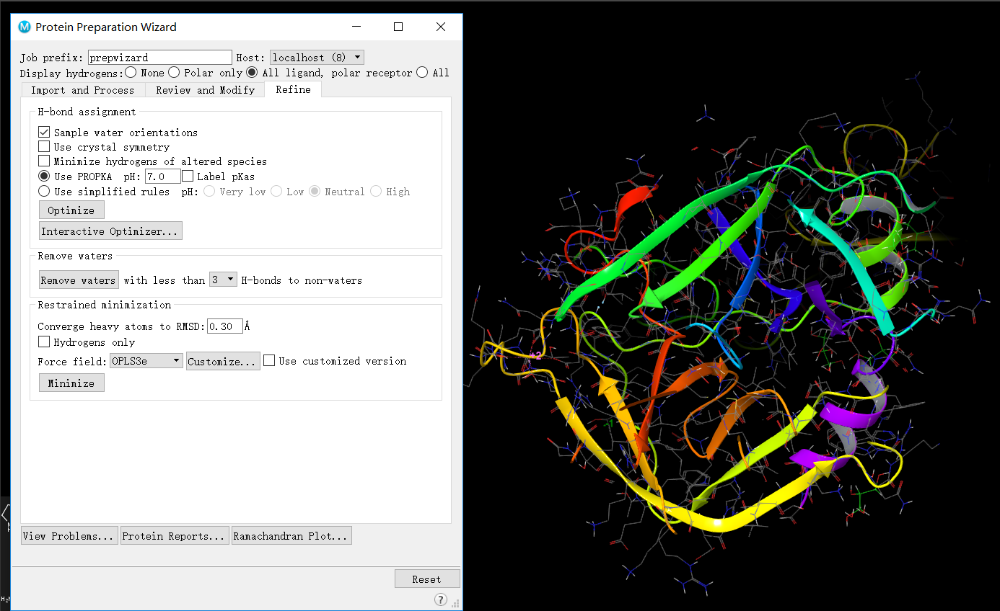 M Protein Preparation Wizard
Job prefix: prepwizard Host: localhost (8)
Display hydrogens: None Polar only All ligand, polar receptor All
Import and Process Review and Modify Refine
H-bond assignment
Sample water orientations
Use crystal symmetry
Minimize hydrogens of altered species
Use PROPKA pH: 7.0 Label pKas
Use simplified rules pH: Very low Low Neutral High
Optimize
Interactive Optimizer...
Remove waters
Remove waters with less than 3 H-bonds to non-waters
Restrained minimization
Converge heavy atoms to RMSD: 0.30 Å
Hydrogens only
Force field: OPLS3e Customize... Use customized version
Minimize
View Problems... Protein Reports... Ramachandran Plot...
Reset
?
+2
-1
H₂N